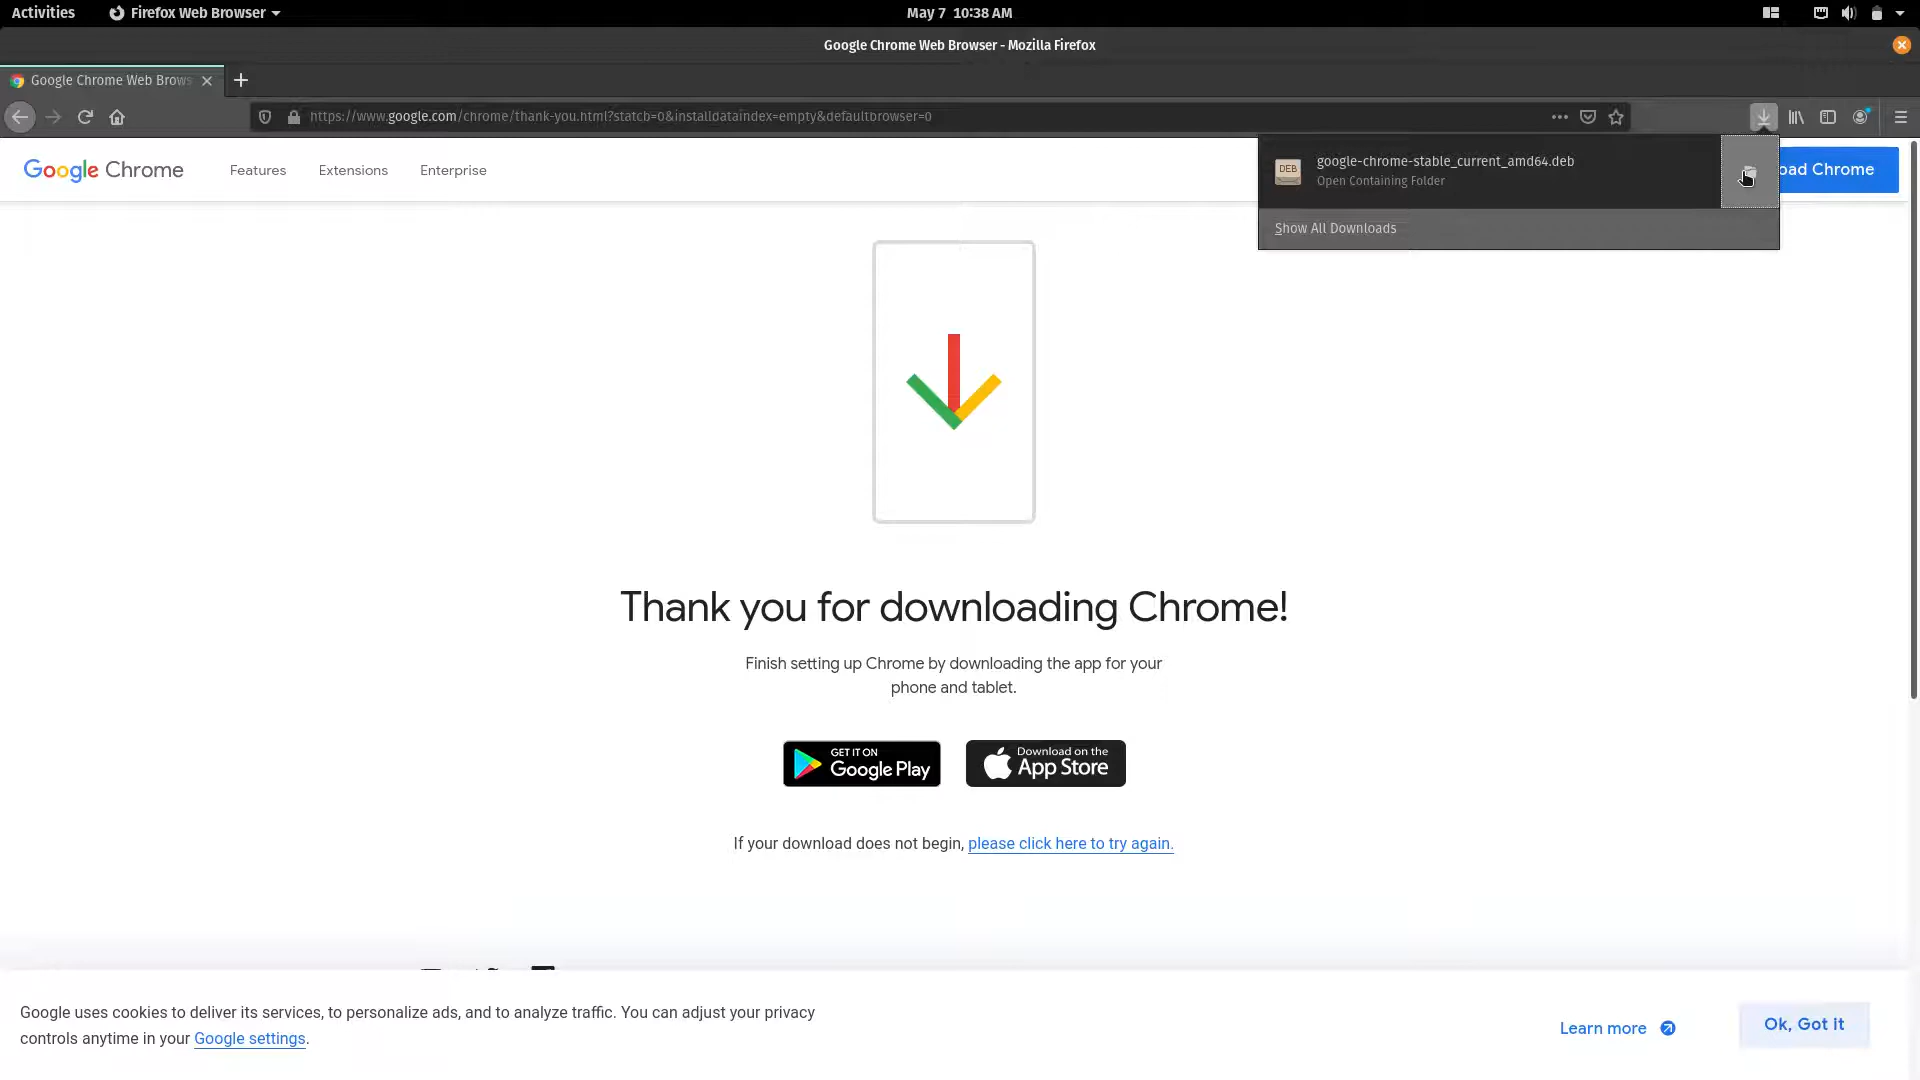 Activities
Firefox Web Browser
May 7 10:38 AM
Google Chrome Web Browser - Mozilla Firefox
Google Chrome Web Brows
https://www.google.com/chrome/thank-you.html?statcb=0&installdataindex=empty&defaultbrowser=0
Google Chrome
Features
Extensions
Enterprise
DEB
google-chrome-stable_current_amd64.deb
Open Containing Folder
oad Chrome
Show All Downloads
Thank you for downloading Chrome!
Finish setting up Chrome by downloading the app for your
phone and tablet.
GET IT ON
Google Play
Download on the
App Store
If your download does not begin, please click here to try again.
Google uses cookies to deliver its services, to personalize ads, and to analyze traffic. You can adjust your privacy
controls anytime in your Google settings.
Learn more
Ok, Got it